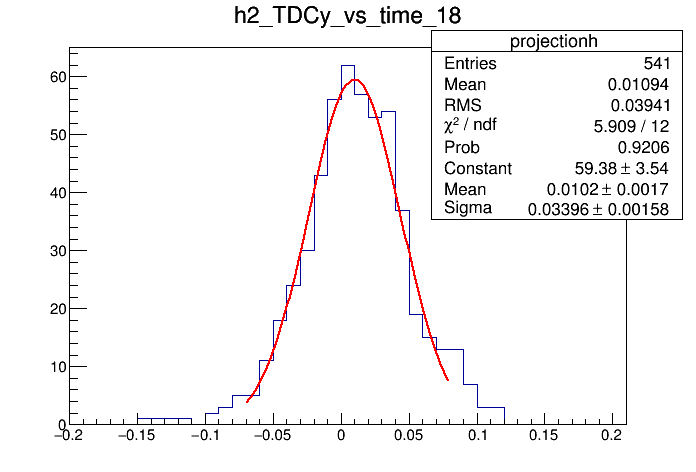 h2_TDCy_vs_time_18
projectionh
Entries 541
Mean 0.01094
RMS 0.03941
χ² / ndf 5.909 / 12
Prob 0.9206
Constant 59.38 ± 3.54
Mean 0.0102 ± 0.0017
Sigma 0.03396 ± 0.00158
60
50
40
30
20
10
0
−0.2 −0.15 −0.1 −0.05 0 0.05 0.1 0.15 0.2